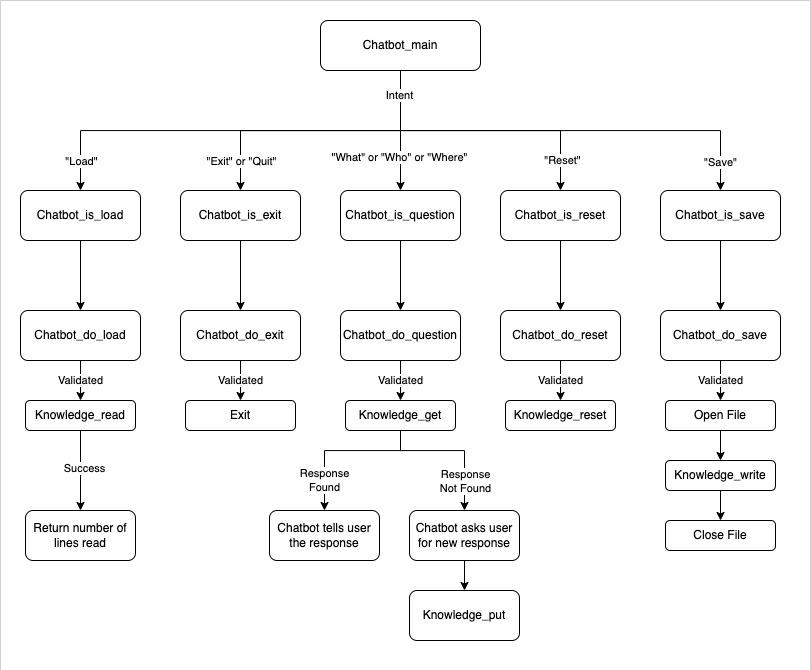 Chatbot_main
Intent
"Load"
"Exit" or "Quit"
"What" or "Who" or "Where"
"Reset"
"Save"
Chatbot_is_load
Chatbot_is_exit
Chatbot_is_question
Chatbot_is_reset
Chatbot_is_save
Chatbot_do_load
Chatbot_do_exit
Chatbot_do_question
Chatbot_do_reset
Chatbot_do_save
Validated
Validated
Validated
Validated
Validated
Knowledge_read
Exit
Knowledge_get
Knowledge_reset
Open File
Success
Response
Found
Response
Not Found
Knowledge_write
Return number of
lines read
Chatbot tells user
the response
Chatbot asks user
for new response
Close File
Knowledge_put